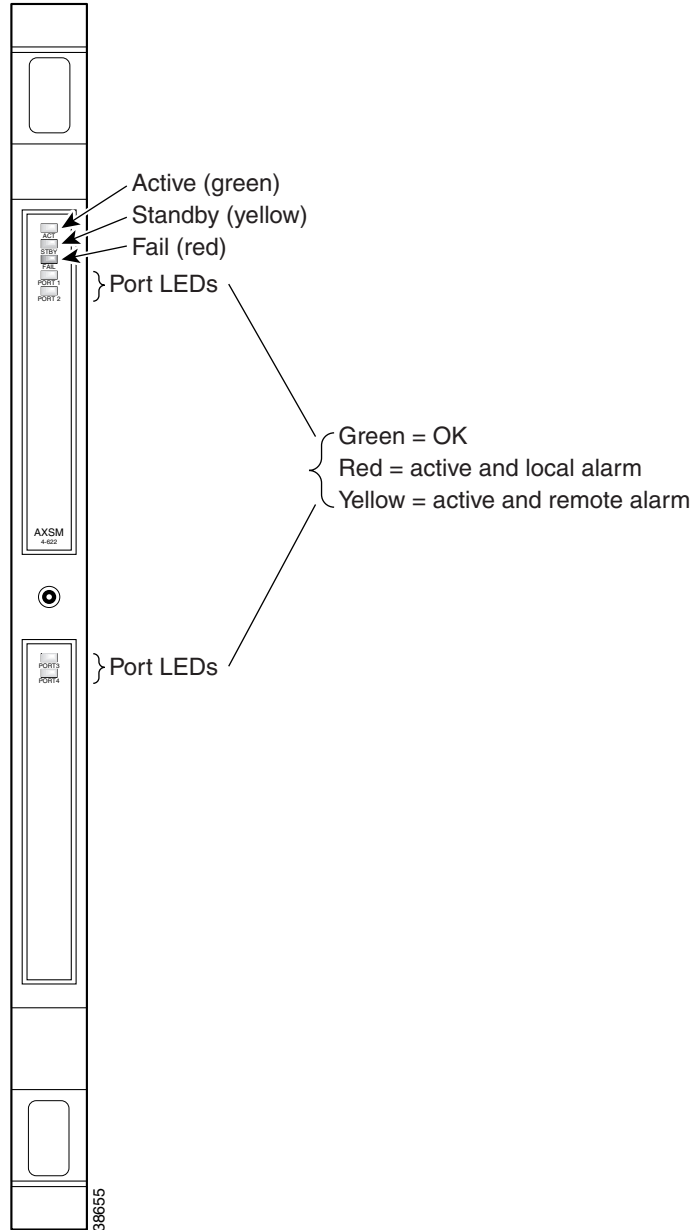 Active (green)
Standby (yellow)
Fail (red)
ACT
STBY
FAIL
PORT 1
PORT 2
Port LEDs
Green = OK
Red = active and local alarm
Yellow = active and remote alarm
AXSM
4-622
PORT3
PORT4
Port LEDs
38655